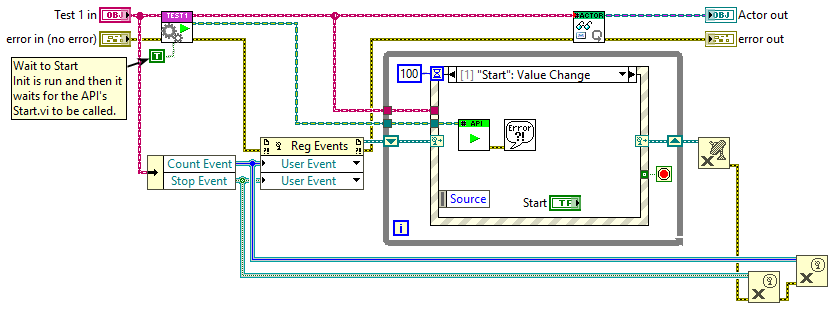 Test 1 in
OBJ
TEST 1
#ACTOR
OBJ
Actor out
error in (no error)
error out
T
Wait to Start
Init is run and then it
waits for the API's
Start.vi to be called.
100
[1] "Start": Value Change
# API
Error
?!
Reg Events
Count Event
User Event
Stop Event
User Event
Source
Start
TF
i